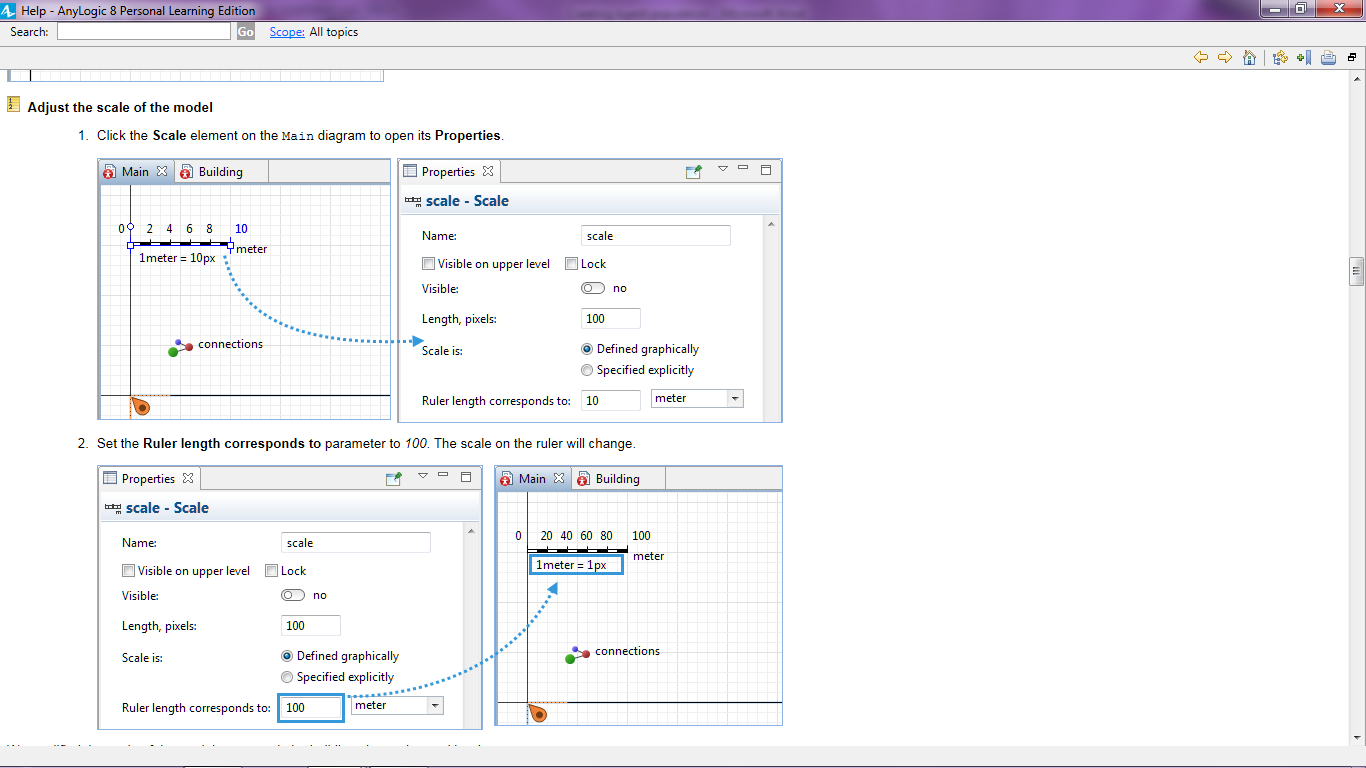 Help - AnyLogic 8 Personal Learning Edition
Search: Go Scope: All topics
Adjust the scale of the model
1. Click the Scale element on the Main diagram to open its Properties.
Main Building
0 2 4 6 8 10
meter
1meter = 10px
connections
Properties
scale - Scale
Name: scale
Visible on upper level Lock
Visible: no
Length, pixels: 100
Scale is: Defined graphically
Specified explicitly
Ruler length corresponds to: 10 meter
2. Set the Ruler length corresponds to parameter to 100. The scale on the ruler will change.
Properties
scale - Scale
Name: scale
Visible on upper level Lock
Visible: no
Length, pixels: 100
Scale is: Defined graphically
Specified explicitly
Ruler length corresponds to: 100 meter
Main Building
0 20 40 60 80 100
meter
1meter = 1px
connections